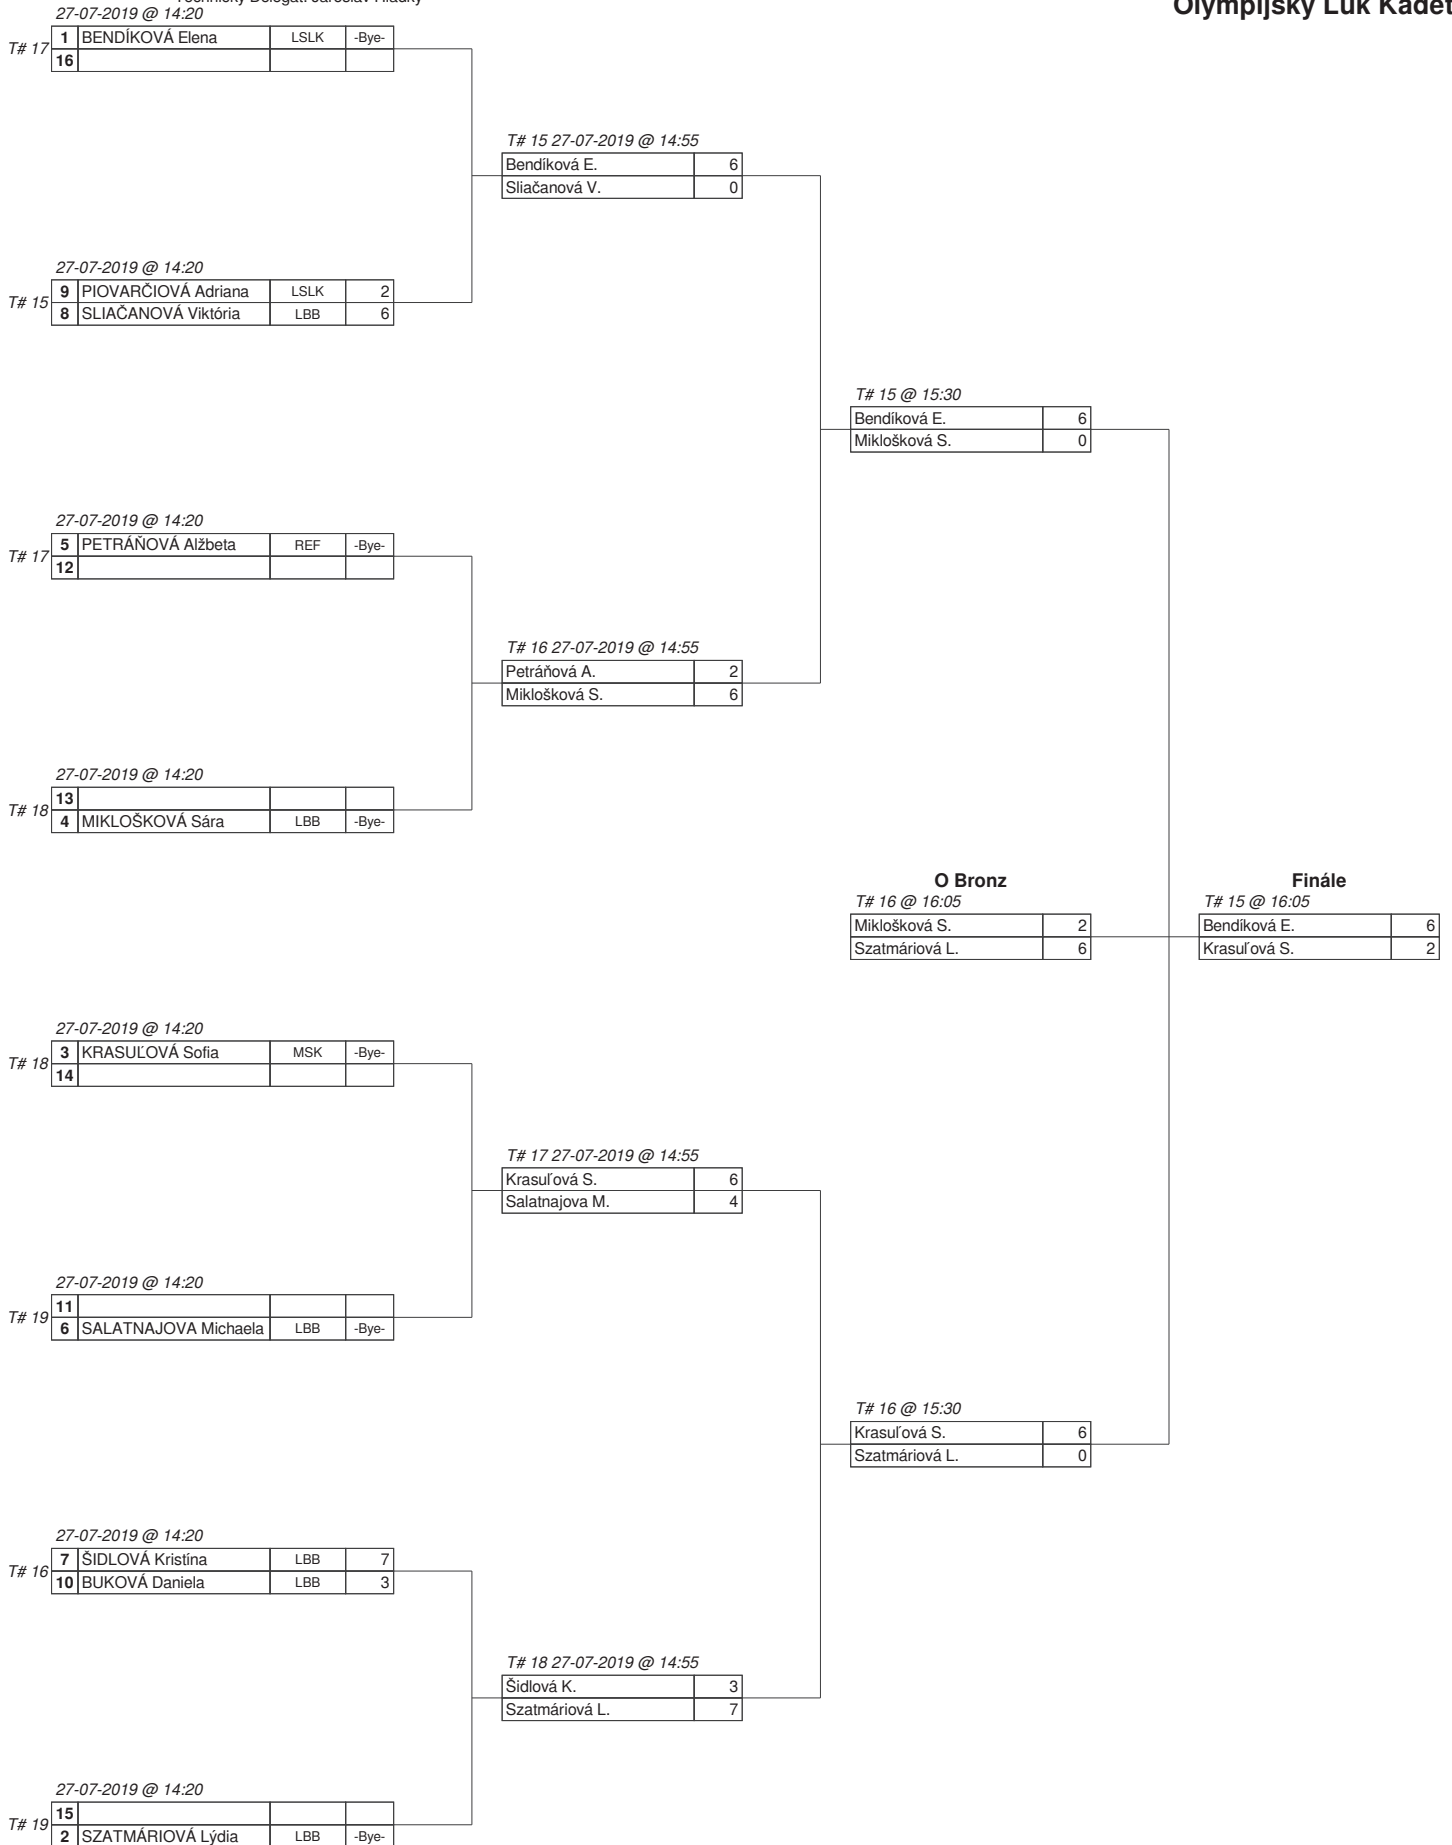 Technický Delegát: Jaroslav Hladký
Olympijský Luk Kadet
27-07-2019 @ 14:20
T# 17
1 BENDÍKOVÁ Elena LSLK -Bye-
16
T# 15 27-07-2019 @ 14:55
Bendíková E. 6
Sliačanová V. 0
27-07-2019 @ 14:20
T# 15
9 PIOVARČIOVÁ Adriana LSLK 2
8 SLIAČANOVÁ Viktória LBB 6
T# 15 @ 15:30
Bendíková E. 6
Miklošková S. 0
27-07-2019 @ 14:20
T# 17
5 PETRÁŇOVÁ Alžbeta REF -Bye-
12
T# 16 27-07-2019 @ 14:55
Petráňová A. 2
Miklošková S. 6
27-07-2019 @ 14:20
T# 18
13
4 MIKLOŠKOVÁ Sára LBB -Bye-
O Bronz
T# 16 @ 16:05
Miklošková S. 2
Szatmáriová L. 6
Finále
T# 15 @ 16:05
Bendíková E. 6
Krasuľová S. 2
27-07-2019 @ 14:20
T# 18
3 KRASUĽOVÁ Sofia MSK -Bye-
14
T# 17 27-07-2019 @ 14:55
Krasuľová S. 6
Salatnajova M. 4
27-07-2019 @ 14:20
T# 19
11
6 SALATNAJOVA Michaela LBB -Bye-
T# 16 @ 15:30
Krasuľová S. 6
Szatmáriová L. 0
27-07-2019 @ 14:20
T# 16
7 ŠIDLOVÁ Kristína LBB 7
10 BUKOVÁ Daniela LBB 3
T# 18 27-07-2019 @ 14:55
Šidlová K. 3
Szatmáriová L. 7
27-07-2019 @ 14:20
T# 19
15
2 SZATMÁRIOVÁ Lýdia LBB -Bye-